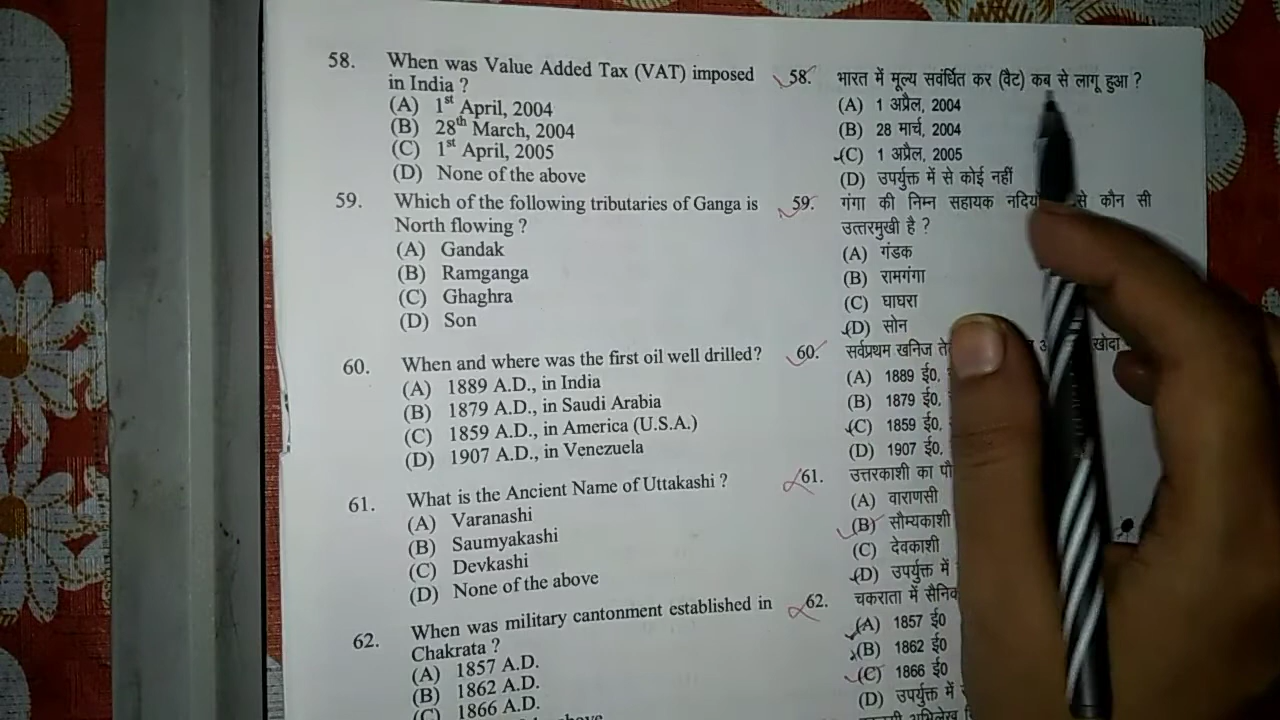 58. When was Value Added Tax (VAT) imposed
in India ?
(A) 1st April, 2004
(B) 28th March, 2004
(C) 1st April, 2005
(D) None of the above
59. Which of the following tributaries of Ganga is
North flowing ?
(A) Gandak
(B) Ramganga
(C) Ghaghra
(D) Son
60. When and where was the first oil well drilled?
(A) 1889 A.D., in India
(B) 1879 A.D., in Saudi Arabia
(C) 1859 A.D., in America (U.S.A.)
(D) 1907 A.D., in Venezuela
61. What is the Ancient Name of Uttakashi ?
(A) Varanashi
(B) Saumyakashi
(C) Devkashi
(D) None of the above
62. When was military cantonment established in
Chakrata ?
(A) 1857 A.D.
(B) 1862 A.D.
(C) 1866 A.D.
above
58. भारत में मूल्य सवंर्धित कर (वैट) कब से लागू हुआ ?
(A) 1 अप्रैल, 2004
(B) 28 मार्च, 2004
(C) 1 अप्रैल, 2005
(D) उपर्युक्त में से कोई नहीं
59. गंगा की निम्न सहायक से कौन सी
उत्तरमुखी है ?
(A) गंडक
(B) रामगंगा
(C) घाघरा
(D) सोन
60. सर्वप्रथम खनिज खोदा
(A) 1889 ई0,
(B) 1879 ई0,
(C) 1859 ई0,
(D) 1907 ई0,
61. उत्तरकाशी का
(A) वाराणसी
(B) सौम्यकाशी
(C) देवकाशी
(D) उपर्युक्त में
62. चकराता में
(A) 1857 ई0
(B) 1862 ई0
(C) 1866 ई0
(D) उपर्युक्त में